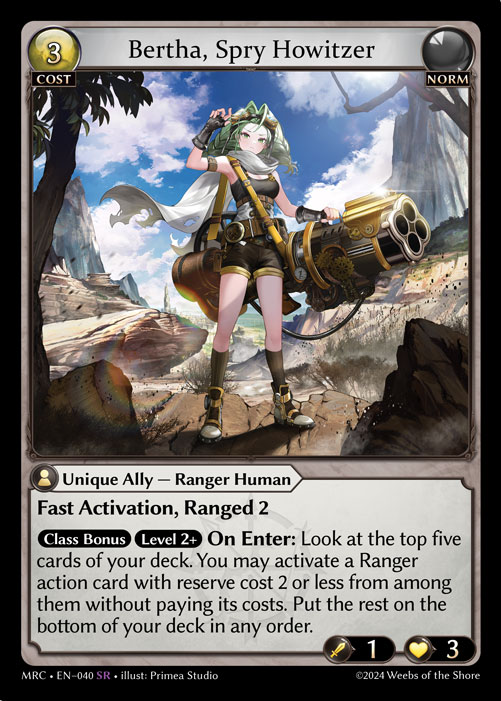 3
Bertha, Spry Howitzer
COST
NORM
Unique Ally — Ranger Human
Fast Activation, Ranged 2
Class Bonus Level 2+ On Enter: Look at the top five
cards of your deck. You may activate a Ranger
action card with reserve cost 2 or less from among
them without paying its costs. Put the rest on the
bottom of your deck in any order.
1 3
MRC • EN–040 SR • illust: Primea Studio
©2024 Weebs of the Shore